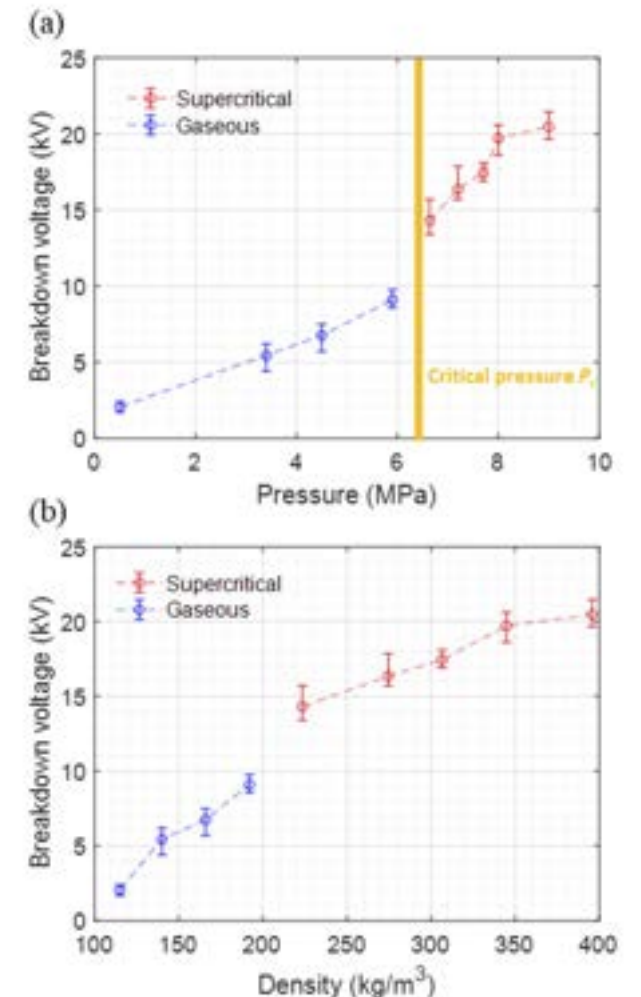 (a)
25
20
15
10
5
0
Breakdown voltage (kV)
Supercritical
Gaseous
Critical pressure P
0 2 4 6 8 10
Pressure (MPa)
(b)
25
20
15
10
5
0
Breakdown voltage (kV)
Supercritical
Gaseous
100 150 200 250 300 350 400
Density (kg/m³)